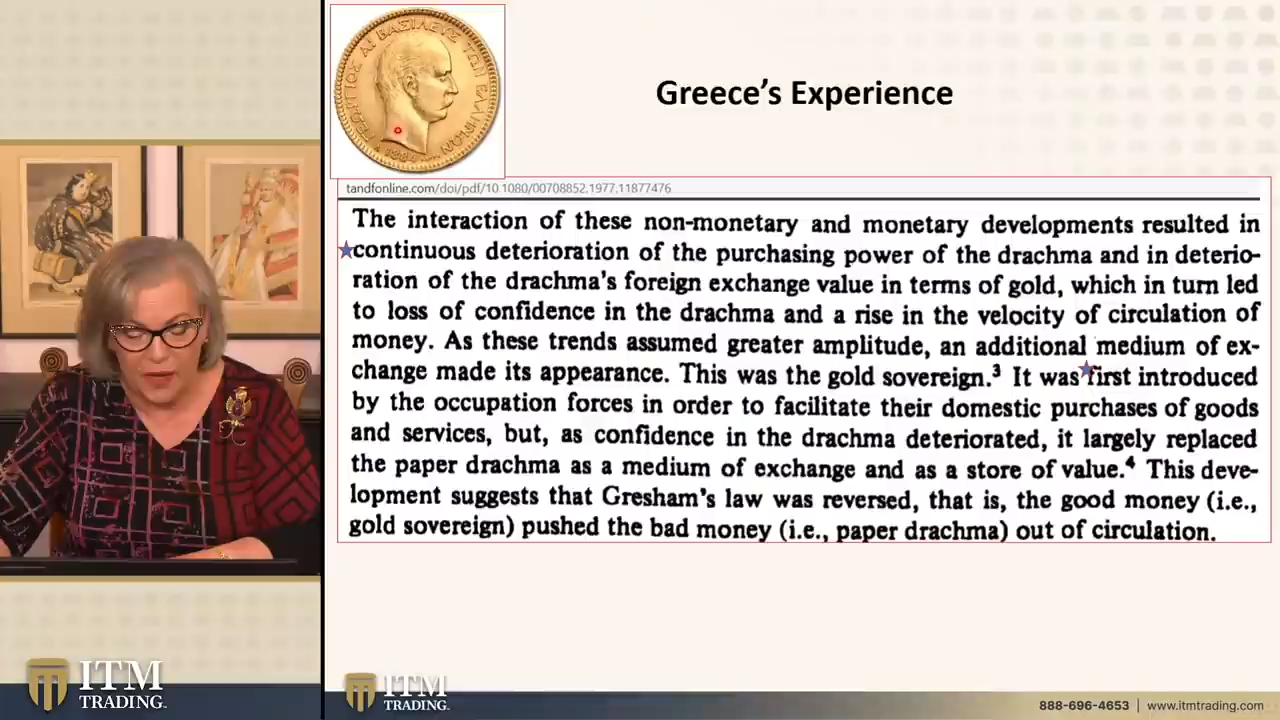 ΓΕΩΡΓΙΟΣ Α! ΒΑΣΙΛΕΥΣ ΤΩΝ ΕΛΛΗΝΩΝ
Greece's Experience
tandfonline.com/doi/pdf/10.1080/00708852.1977.11877476
The interaction of these non-monetary and monetary developments resulted in
continuous deterioration of the purchasing power of the drachma and in deterio-
ration of the drachma's foreign exchange value in terms of gold, which in turn led
to loss of confidence in the drachma and a rise in the velocity of circulation of
money. As these trends assumed greater amplitude, an additional medium of ex-
change made its appearance. This was the gold sovereign.³ It was first introduced
by the occupation forces in order to facilitate their domestic purchases of goods
and services, but, as confidence in the drachma deteriorated, it largely replaced
the paper drachma as a medium of exchange and as a store of value.⁴ This deve-
lopment suggests that Gresham's law was reversed, that is, the good money (i.e.,
gold sovereign) pushed the bad money (i.e., paper drachma) out of circulation.
ITM
TRADING
ITM
TRADING
888-696-4653 | www.itmtrading.com